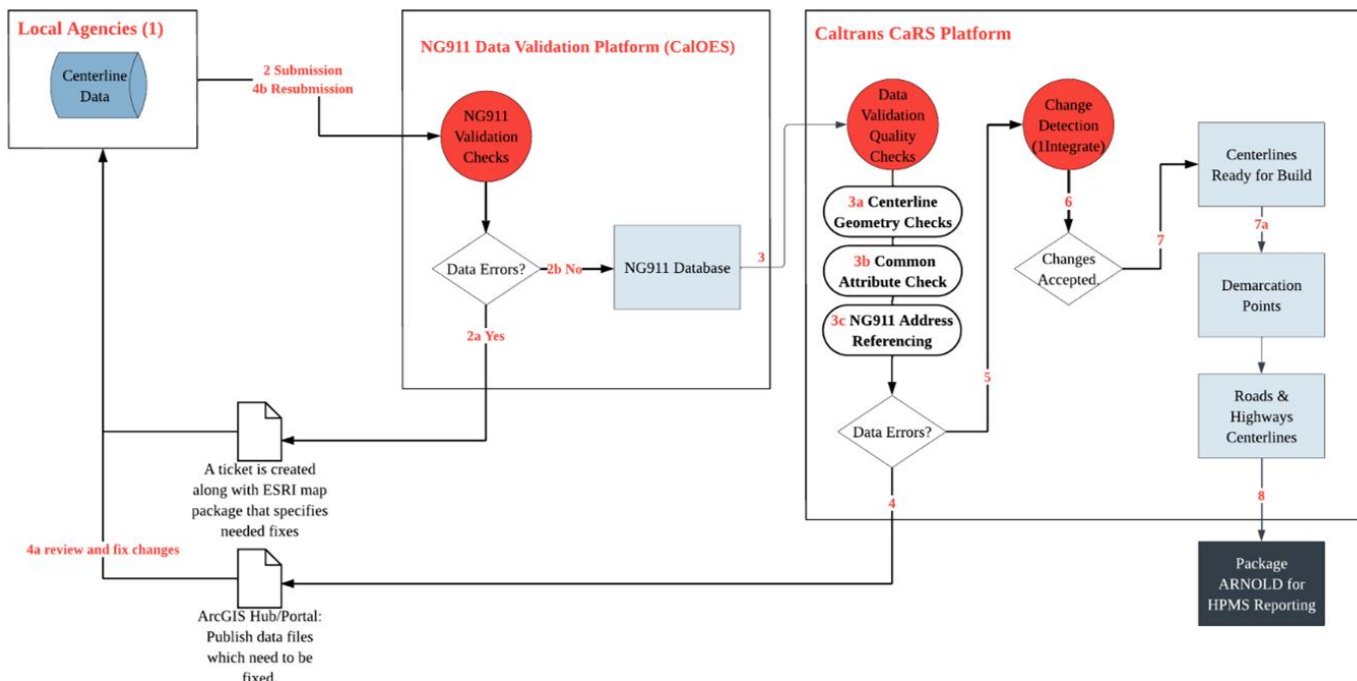 Local Agencies (1)
Centerline
Data
2 Submission
4b Resubmission
NG911 Data Validation Platform (CalOES)
NG911
Validation
Checks
Data Errors?
2b No
NG911 Database
2a Yes
3
A ticket is created
along with ESRI map
package that specifies
needed fixes
4a review and fix changes
ArcGIS Hub/Portal:
Publish data files
which need to be
fixed.
Caltrans CaRS Platform
Data
Validation
Quality
Checks
3a Centerline
Geometry Checks
3b Common
Attribute Check
3c NG911 Address
Referencing
Data Errors?
4
5
Change
Detection
(1Integrate)
6
Changes
Accepted.
7
Centerlines
Ready for Build
7a
Demarcation
Points
Roads &
Highways
Centerlines
8
Package
ARNOLD for
HPMS Reporting